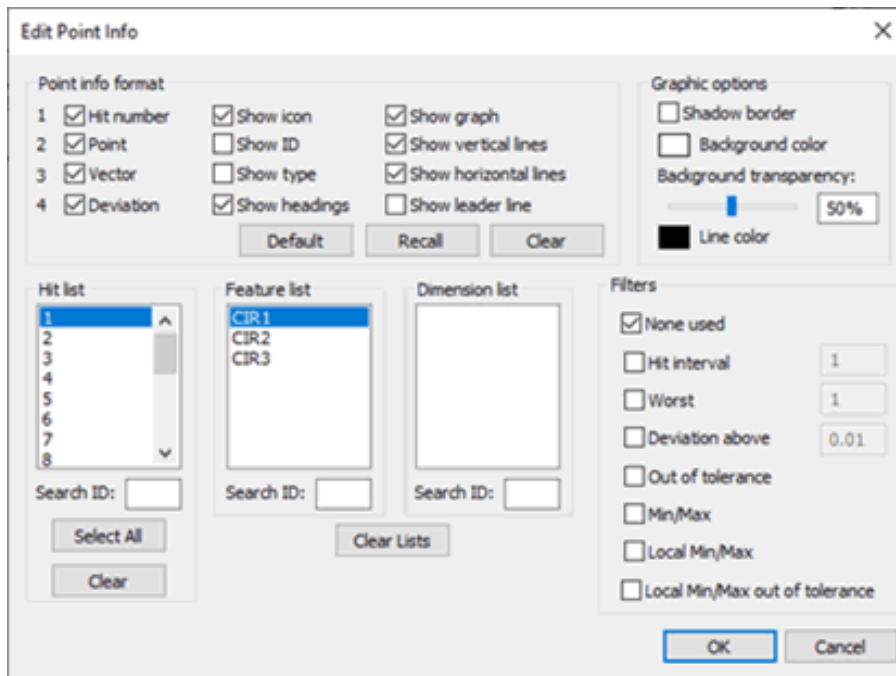 Edit Point Info
Point info format
1 Hit number Show icon Show graph
2 Point Show ID Show vertical lines
3 Vector Show type Show horizontal lines
4 Deviation Show headings Show leader line
Default Recall Clear
Graphic options
Shadow border
Background color
Background transparency:
50%
Line color
Hit list
1
2
3
4
5
6
7
8
Search ID:
Select All
Clear
Feature list
CIR1
CIR2
CIR3
Search ID:
Dimension list
Search ID:
Clear Lists
Filters
None used
Hit interval 1
Worst 1
Deviation above 0.01
Out of tolerance
Min/Max
Local Min/Max
Local Min/Max out of tolerance
OK Cancel